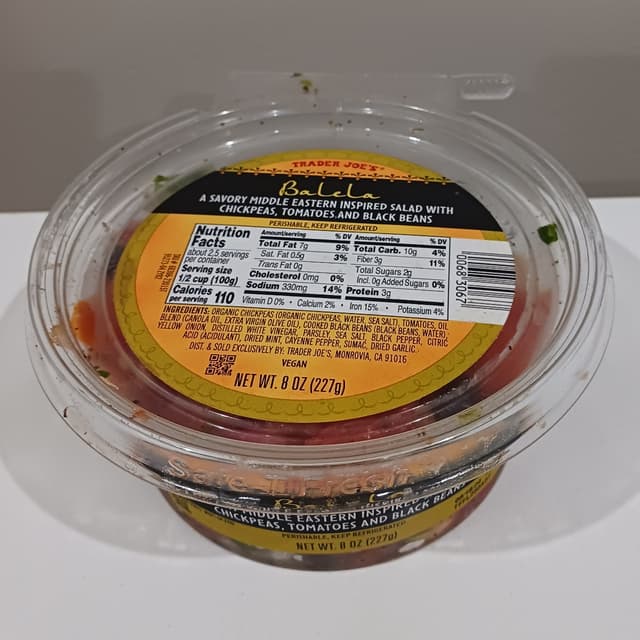 TRADER JOE'S
Balela
A SAVORY MIDDLE EASTERN INSPIRED SALAD WITH
CHICKPEAS, TOMATOES AND BLACK BEANS
PERISHABLE, KEEP REFRIGERATED
Nutrition
Facts
about 2.5 servings
per container
Serving size
1/2 cup (100g)
Calories
per serving 110
Amount/serving % DV
Total Fat 7g 9%
Sat. Fat 0.5g 3%
Trans Fat 0g
Cholesterol 0mg 0%
Sodium 330mg 14%
Amount/serving % DV
Total Carb. 10g 4%
Fiber 3g 11%
Total Sugars 2g
Incl. 0g Added Sugars 0%
Protein 3g
Vitamin D 0% • Calcium 2% • Iron 15% • Potassium 4%
INGREDIENTS: ORGANIC CHICKPEAS (ORGANIC CHICKPEAS, WATER, SEA SALT), TOMATOES, OIL
BLEND (CANOLA OIL, EXTRA VIRGIN OLIVE OIL), COOKED BLACK BEANS (BLACK BEANS, WATER),
YELLOW ONION, DISTILLED WHITE VINEGAR, PARSLEY, SEA SALT, BLACK PEPPER, CITRIC
ACID (ACIDULANT), DRIED MINT, CAYENNE PEPPER, SUMAC, DRIED GARLIC.
DIST. & SOLD EXCLUSIVELY BY: TRADER JOE'S, MONROVIA, CA 91016
VEGAN
NET WT. 8 OZ (227g)
Balela
MIDDLE EASTERN INSPIRED
CHICKPEAS, TOMATOES AND BLACK BEANS
PERISHABLE, KEEP REFRIGERATED
NET WT. 8 OZ (227g)